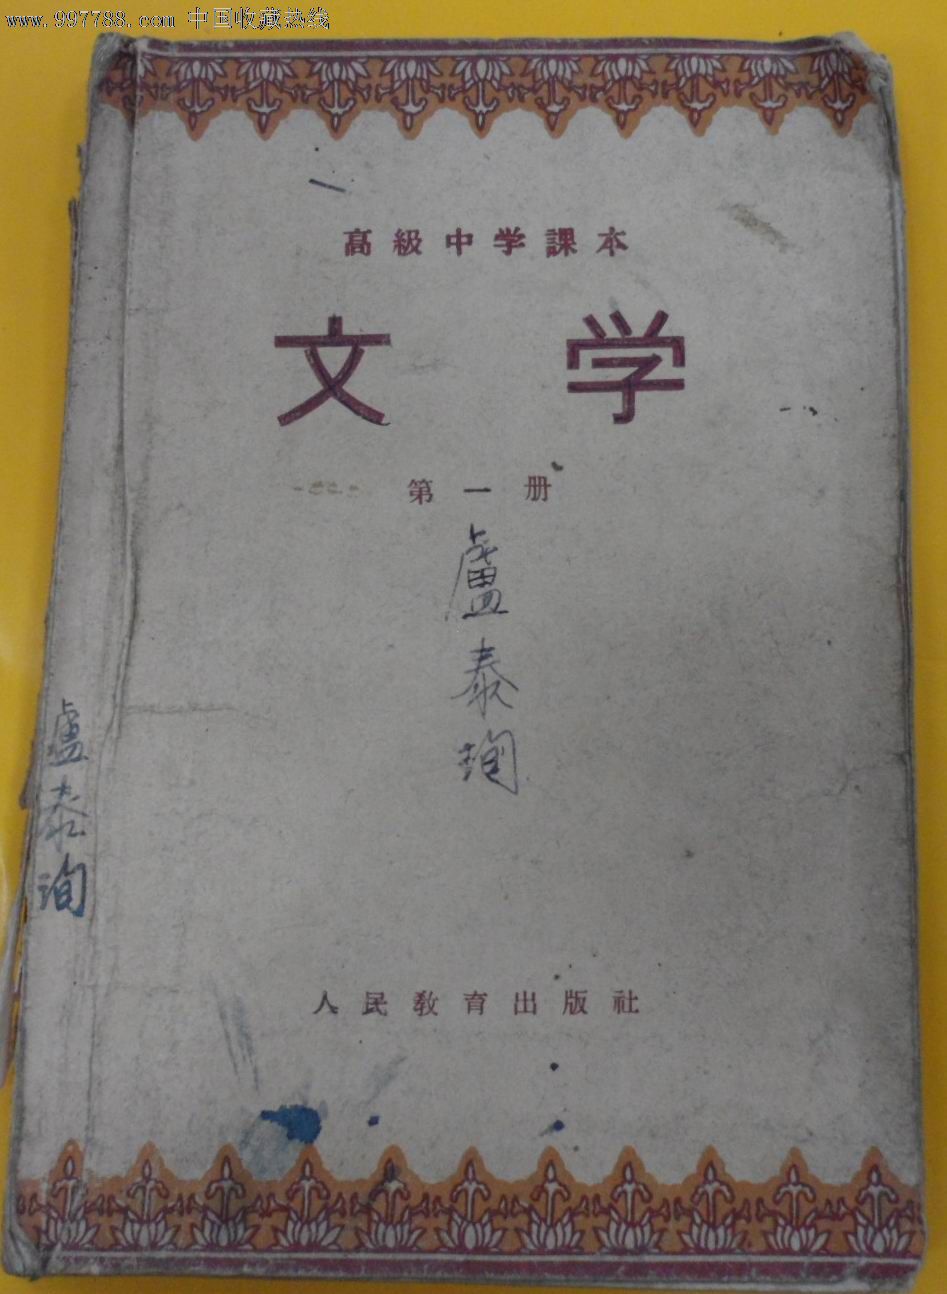 www.997788.com 中国收藏热线
高級中学課本
文学
第一册
盧泰珣
盧泰珣
人民教育出版社